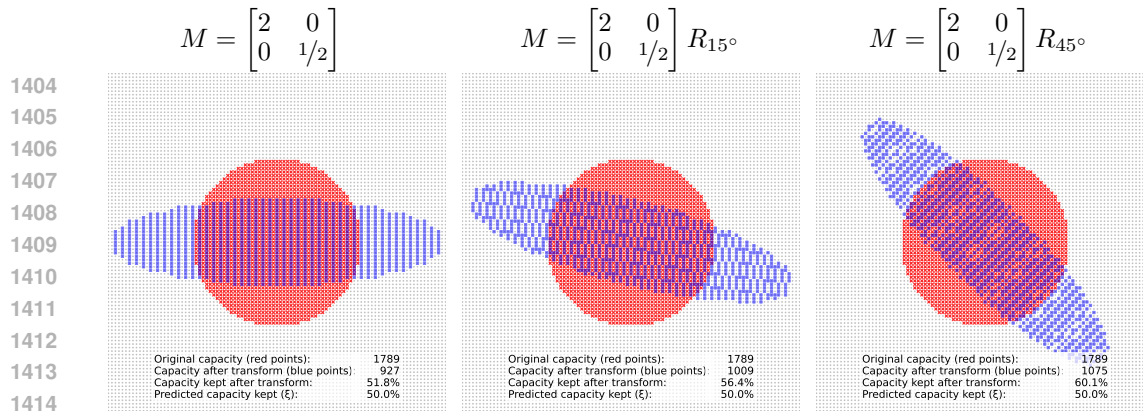 M = [2 0 0 1/2]
M = [2 0 0 1/2] R15°
M = [2 0 0 1/2] R45°
1404
1405
1406
1407
1408
1409
1410
1411
1412
1413
1414
Original capacity (red points): 1789
Capacity after transform (blue points): 927
Capacity kept after transform: 51.8%
Predicted capacity kept (ξ): 50.0%
Original capacity (red points): 1789
Capacity after transform (blue points): 1009
Capacity kept after transform: 56.4%
Predicted capacity kept (ξ): 50.0%
Original capacity (red points): 1789
Capacity after transform (blue points): 1075
Capacity kept after transform: 60.1%
Predicted capacity kept (ξ): 50.0%